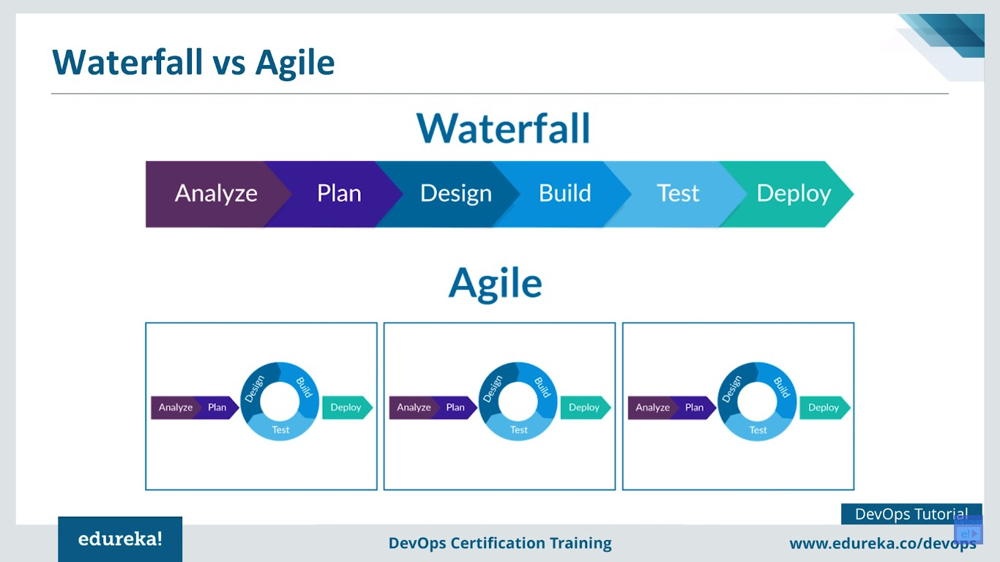 Waterfall vs Agile
Waterfall
Analyze Plan Design Build Test Deploy
Agile
Analyze Plan Design Build Test Deploy
Analyze Plan Design Build Test Deploy
Analyze Plan Design Build Test Deploy
DevOps Tutorial
edureka!
DevOps Certification Training
www.edureka.co/devops
e!